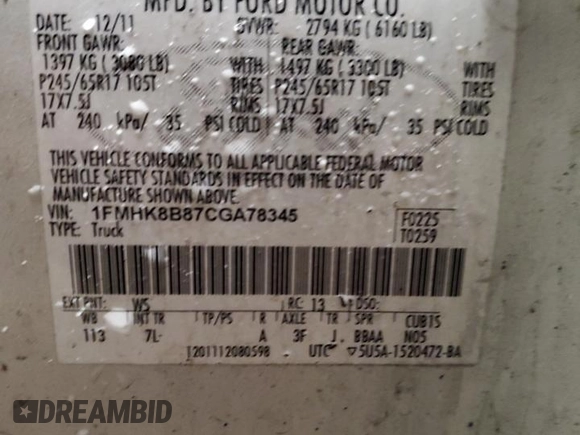 MFD. BY FORD MOTOR CO.
DATE: 12/11 GVWR: 2794 KG (6160 LB)
FRONT GAWR: REAR GAWR:
1397 KG (3080 LB) WITH 1497 KG (3300 LB) WITH
P245/65R17 105T TIRES P245/65R17 105T TIRES
17X7.5J RIMS 17X7.5J RIMS
AT 240 kPa/ 35 PSI COLD AT 240 kPa/ 35 PSI COLD
THIS VEHICLE CONFORMS TO ALL APPLICABLE FEDERAL MOTOR
VEHICLE SAFETY STANDARDS IN EFFECT ON THE DATE OF
MANUFACTURE SHOWN ABOVE.
VIN: 1FMHK8B87CGA78345 F0225
TYPE: Truck T0259
EXT PNT: WS RC: 13 DSO:
WB INT TR TP/PS R AXLE TR SPR CUBIS
113 7L- A 3F J BBAA N05
1201112080598 UTC ▽5U5A-1520472-BA
DREAMBID